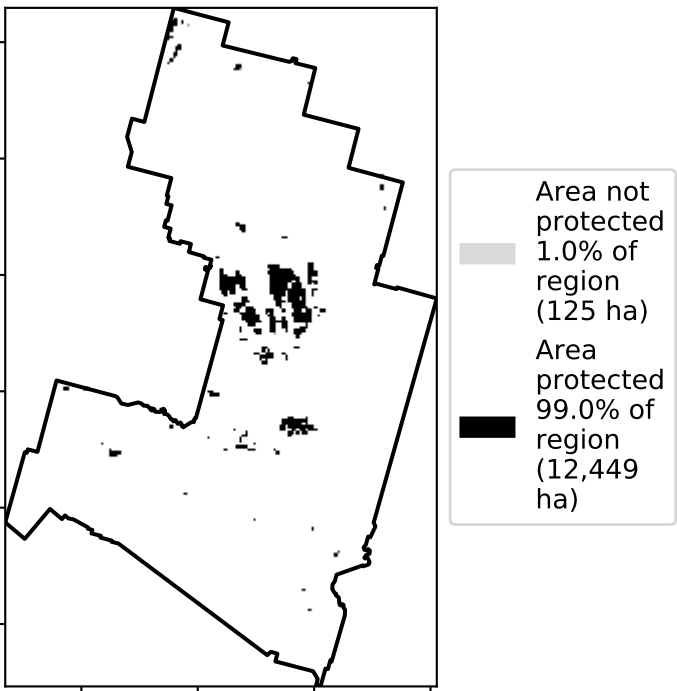 Area not
protected
1.0% of
region
(125 ha)
Area
protected
99.0% of
region
(12,449
ha)